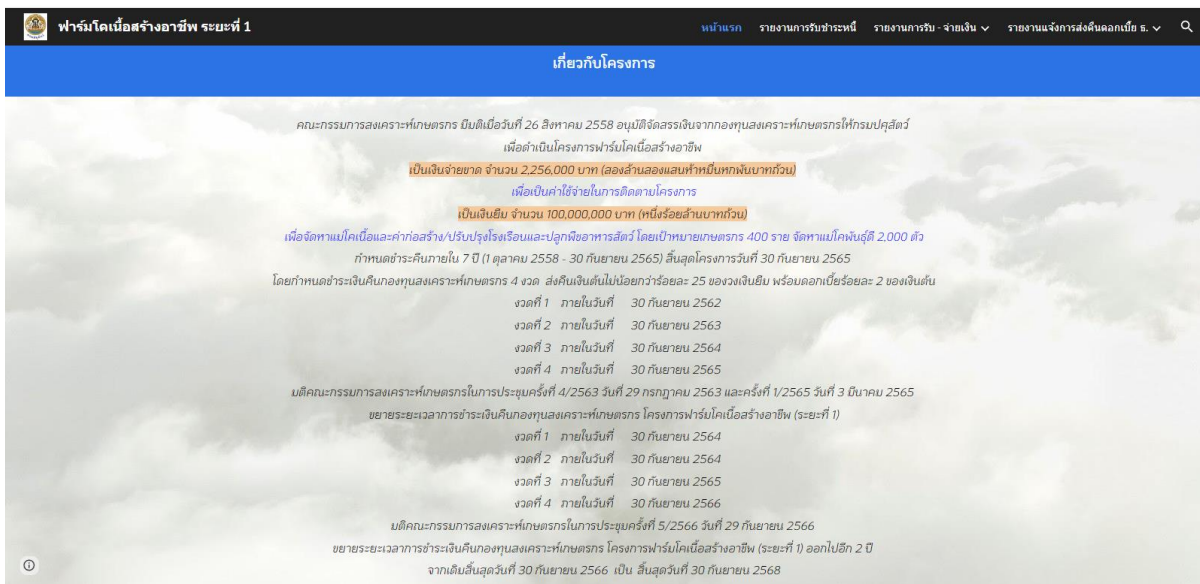 ฟาร์มโคเนื้อสร้างอาชีพ ระยะที่ 1
หน้าแรก รายงานการรับชำระหนี้ รายงานการรับ - จ่ายเงิน รายงานแจ้งการส่งคืนดอกเบี้ย ธ.
เกี่ยวกับโครงการ
คณะกรรมการสงเคราะห์เกษตรกร มีมติเมื่อวันที่ 26 สิงหาคม 2558 อนุมัติจัดสรรเงินจากกองทุนสงเคราะห์เกษตรกรให้กรมปศุสัตว์
เพื่อดำเนินโครงการฟาร์มโคเนื้อสร้างอาชีพ
เป็นเงินจ่ายขาด จำนวน 2,256,000 บาท (สองล้านสองแสนห้าหมื่นหกพันบาทถ้วน)
เพื่อเป็นค่าใช้จ่ายในการติดตามโครงการ
เป็นเงินยืม จำนวน 100,000,000 บาท (หนึ่งร้อยล้านบาทถ้วน)
เพื่อจัดหาแม่โคเนื้อและค่าก่อสร้าง/ปรับปรุงโรงเรือนและปลูกพืชอาหารสัตว์ โดยเป้าหมายเกษตรกร 400 ราย จัดหาแม่โคพันธุ์ดี 2,000 ตัว
กำหนดชำระคืนภายใน 7 ปี (1 ตุลาคม 2558 - 30 กันยายน 2565) สิ้นสุดโครงการวันที่ 30 กันยายน 2565
โดยกำหนดชำระเงินคืนกองทุนสงเคราะห์เกษตรกร 4 งวด ส่งคืนเงินต้นไม่น้อยกว่าร้อยละ 25 ของวงเงินยืม พร้อมดอกเบี้ยร้อยละ 2 ของเงินต้น
งวดที่ 1 ภายในวันที่ 30 กันยายน 2562
งวดที่ 2 ภายในวันที่ 30 กันยายน 2563
งวดที่ 3 ภายในวันที่ 30 กันยายน 2564
งวดที่ 4 ภายในวันที่ 30 กันยายน 2565
มติคณะกรรมการสงเคราะห์เกษตรกรในการประชุมครั้งที่ 4/2563 วันที่ 29 กรกฎาคม 2563 และครั้งที่ 1/2565 วันที่ 3 มีนาคม 2565
ขยายระยะเวลาการชำระเงินคืนกองทุนสงเคราะห์เกษตรกร โครงการฟาร์มโคเนื้อสร้างอาชีพ (ระยะที่ 1)
งวดที่ 1 ภายในวันที่ 30 กันยายน 2564
งวดที่ 2 ภายในวันที่ 30 กันยายน 2564
งวดที่ 3 ภายในวันที่ 30 กันยายน 2565
งวดที่ 4 ภายในวันที่ 30 กันยายน 2566
มติคณะกรรมการสงเคราะห์เกษตรกรในการประชุมครั้งที่ 5/2566 วันที่ 29 กันยายน 2566
ขยายระยะเวลาการชำระเงินคืนกองทุนสงเคราะห์เกษตรกร โครงการฟาร์มโคเนื้อสร้างอาชีพ (ระยะที่ 1) ออกไปอีก 2 ปี
จากเดิมสิ้นสุดวันที่ 30 กันยายน 2566 เป็น สิ้นสุดวันที่ 30 กันยายน 2568